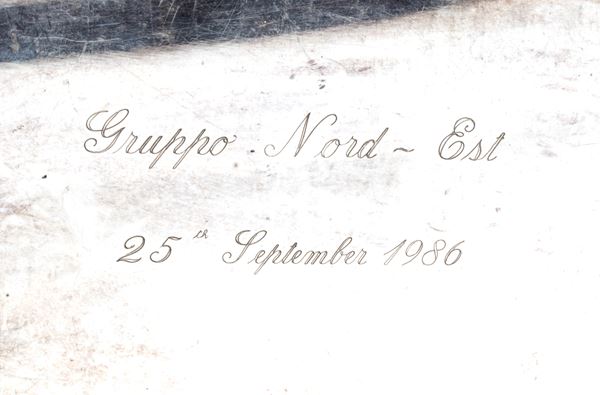 Gruppo Nord ~ Est
25th September 1986